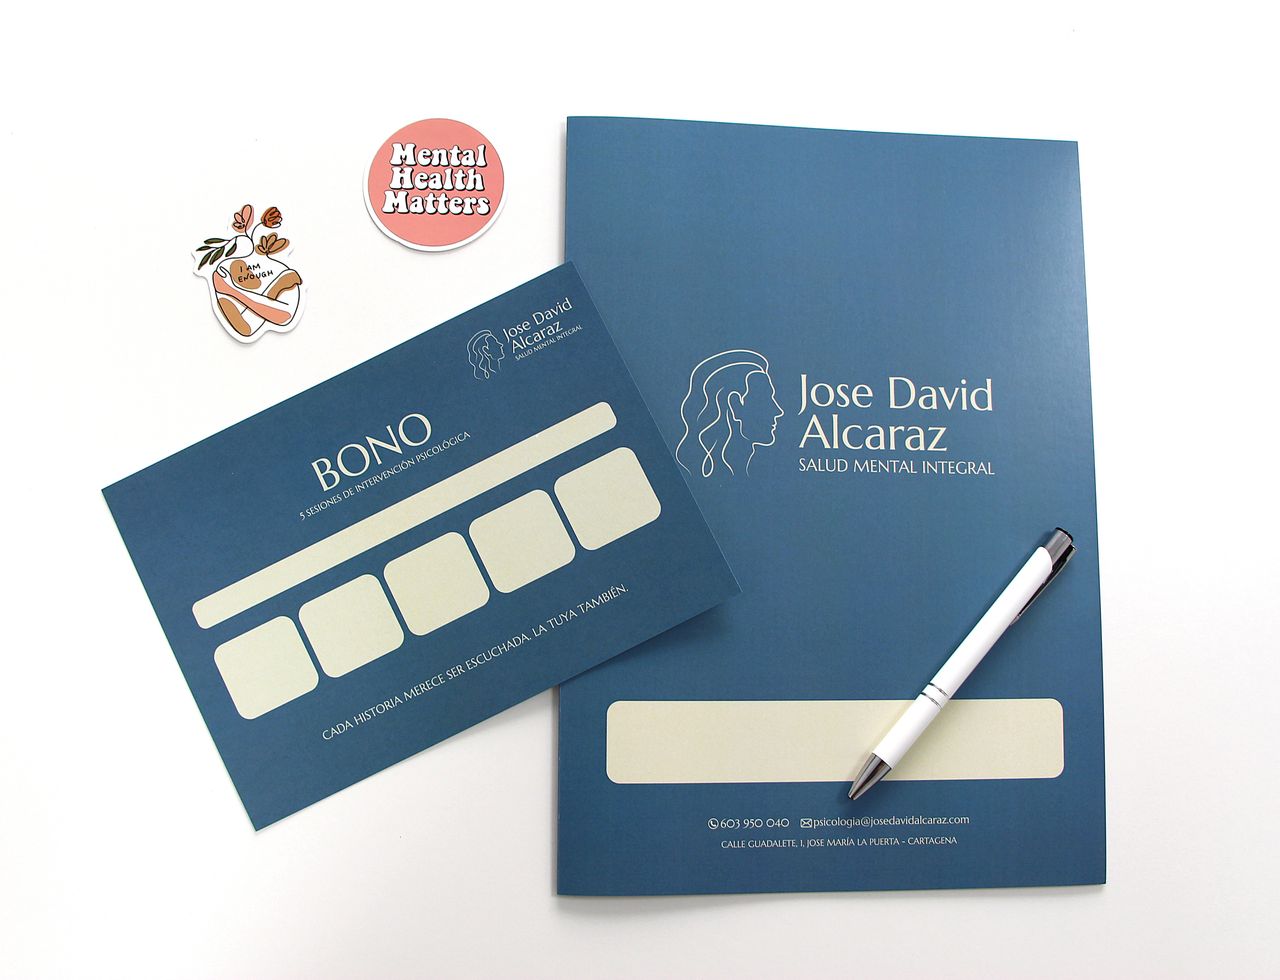 Mental
Health
Matters
I AM
ENOUGH
Jose David
Alcaraz
SALUD MENTAL INTEGRAL
BONO
5 SESIONES DE INTERVENCIÓN PSICOLÓGICA
CADA HISTORIA MERECE SER ESCUCHADA. LA TUYA TAMBIÉN.
Jose David
Alcaraz
SALUD MENTAL INTEGRAL
603 950 040 psicologia@josedavidalcaraz.com
CALLE GUADALETE, 1, JOSE MARÍA LA PUERTA - CARTAGENA